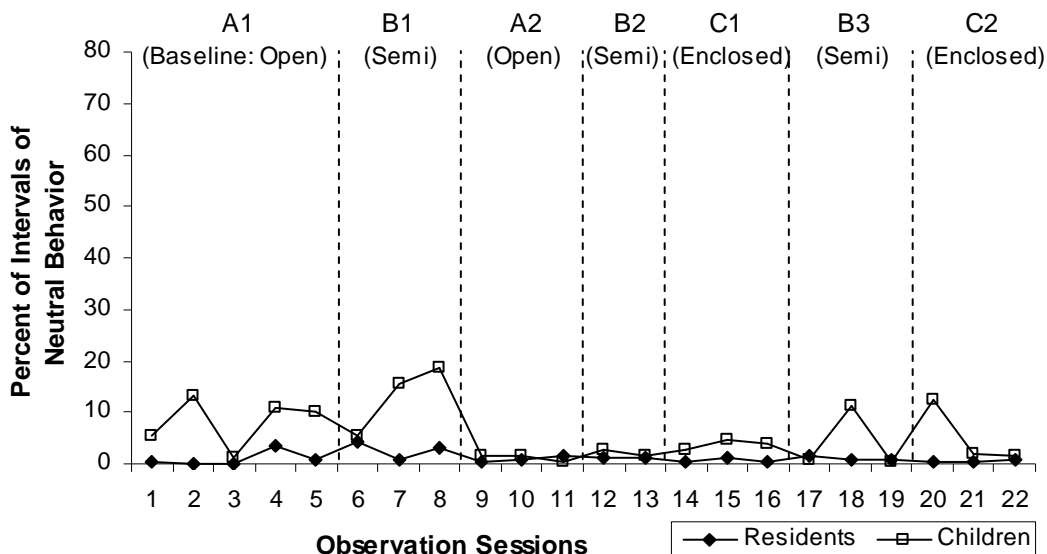 A1 B1 A2 B2 C1 B3 C2
(Baseline: Open) (Semi) (Open) (Semi) (Enclosed) (Semi) (Enclosed)
Percent of Intervals of
Neutral Behavior
80
70
60
50
40
30
20
10
0
1 2 3 4 5 6 7 8 9 10 11 12 13 14 15 16 17 18 19 20 21 22
Observation Sessions
Residents Children